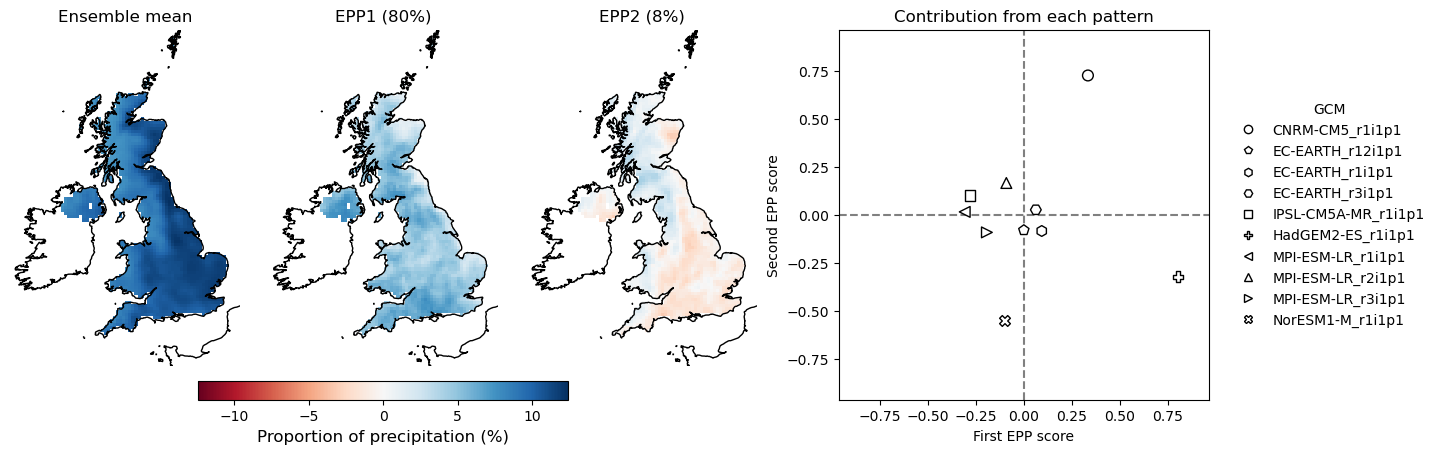 Ensemble mean
EPP1 (80%)
EPP2 (8%)
−10
−5
0
5
10
Proportion of precipitation (%)
Contribution from each pattern
Second EPP score
0.75
0.50
0.25
0.00
−0.25
−0.50
−0.75
−0.75
−0.50
−0.25
0.00
0.25
0.50
0.75
First EPP score
GCM
CNRM-CM5_r1i1p1
EC-EARTH_r12i1p1
EC-EARTH_r1i1p1
EC-EARTH_r3i1p1
IPSL-CM5A-MR_r1i1p1
HadGEM2-ES_r1i1p1
MPI-ESM-LR_r1i1p1
MPI-ESM-LR_r2i1p1
MPI-ESM-LR_r3i1p1
NorESM1-M_r1i1p1